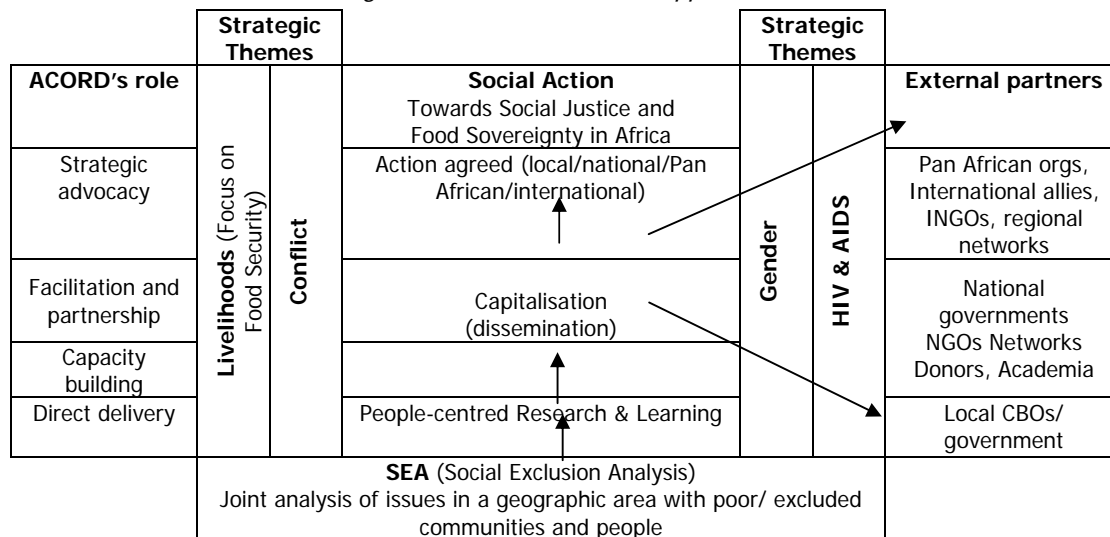 Strategic
Themes
Strategic
Themes
ACORD's role
Social Action
Towards Social Justice and
Food Sovereignty in Africa
External partners
Livelihoods (Focus on
Food Security)
Conflict
Gender
HIV & AIDS
Strategic
advocacy
Action agreed (local/national/Pan
African/international)
Pan African orgs,
International allies,
INGOs, regional
networks
Facilitation and
partnership
Capitalisation
(dissemination)
National
governments
NGOs Networks
Donors, Academia
Capacity
building
Direct delivery
People-centred Research & Learning
Local CBOs/
government
SEA (Social Exclusion Analysis)
Joint analysis of issues in a geographic area with poor/ excluded
communities and people